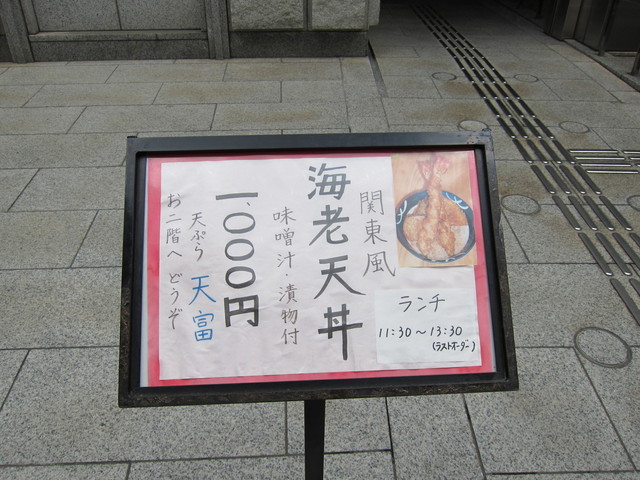 関東風
海老天丼
味噌汁・漬物付
1,000円
天ぷら 天富
お二階へ どうぞ
ランチ
11:30〜13:30
(ラストオーダー)